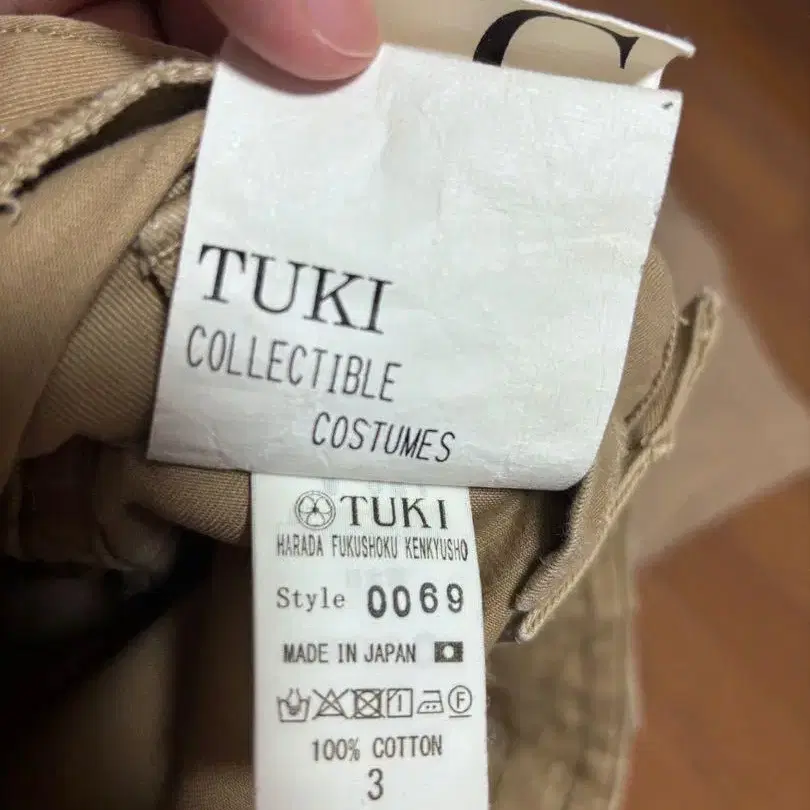 C
TUKI
COLLECTIBLE
COSTUMES
TUKI
HARADA FUKUSHOKU KENKYUSHO
Style 0069
MADE IN JAPAN
F
100% COTTON
3